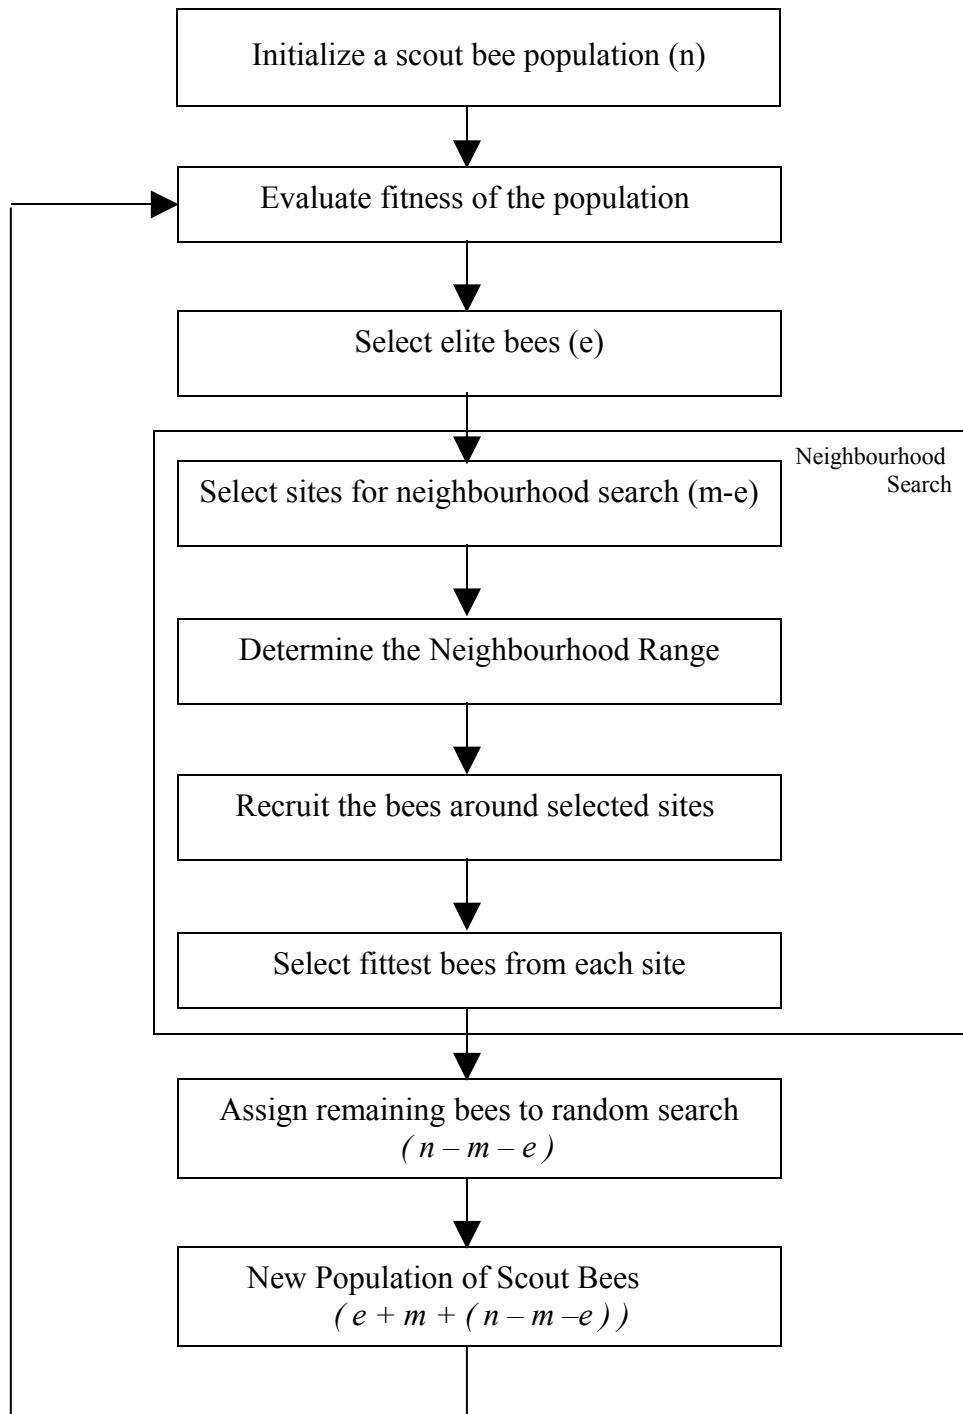 Initialize a scout bee population (n)
Evaluate fitness of the population
Select elite bees (e)
Neighbourhood
Search
Select sites for neighbourhood search (m-e)
Determine the Neighbourhood Range
Recruit the bees around selected sites
Select fittest bees from each site
Assign remaining bees to random search
( n – m – e )
New Population of Scout Bees
( e + m + ( n – m –e ) )